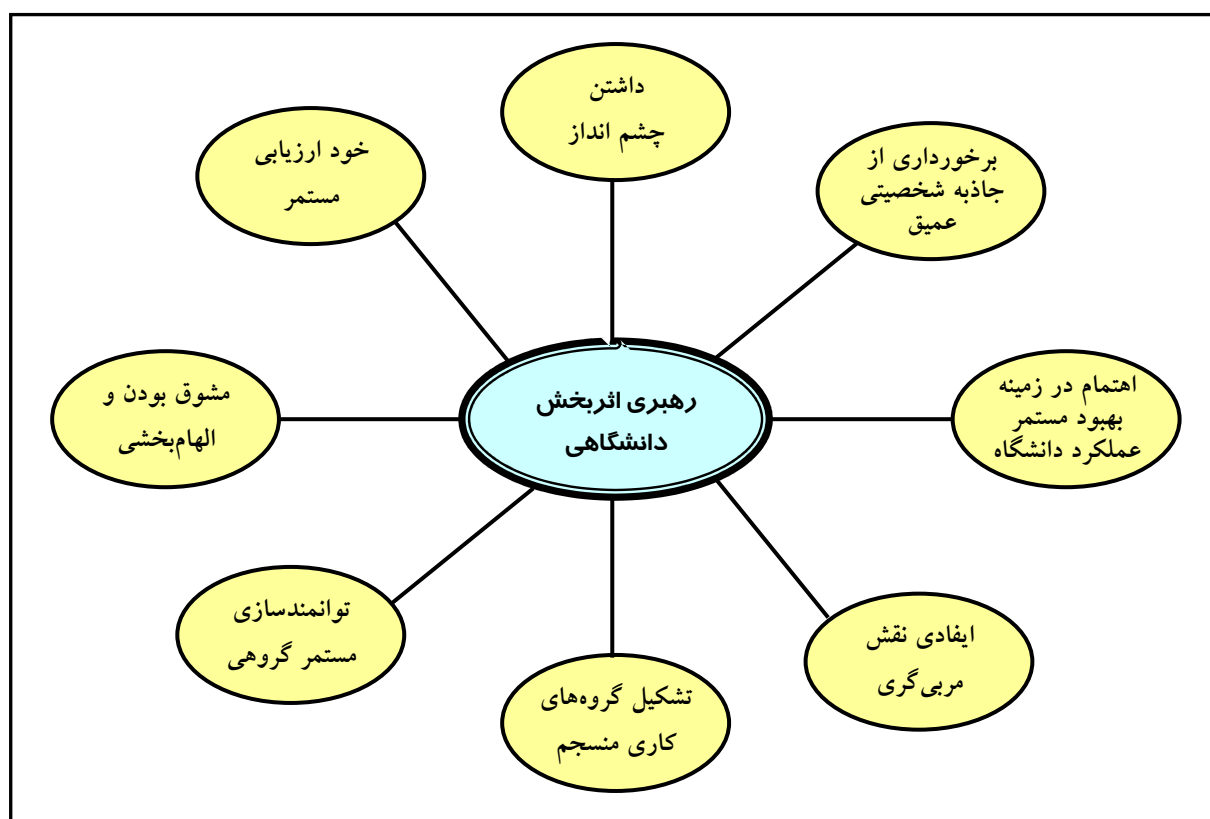 داشتن
چشم انداز
برخورداری از
جاذبه شخصیتی
عمیق
اهتمام در زمینه
بهبود مستمر
عملکرد دانشگاه
ایفادی نقش
مربی‌گری
تشکیل گروه‌های
کاری منسجم
توانمندسازی
مستمر گروهی
مشوق بودن و
الهام‌بخشی
خود ارزیابی
مستمر
رهبری اثربخش
دانشگاهی